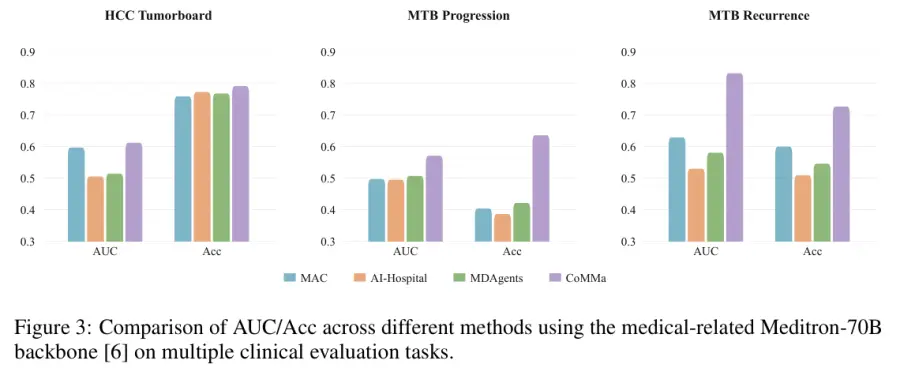 HCC Tumorboard
MTB Progression
MTB Recurrence
0.9
0.8
0.7
0.6
0.5
0.4
0.3
AUC
Acc
0.9
0.8
0.7
0.6
0.5
0.4
0.3
AUC
Acc
0.9
0.8
0.7
0.6
0.5
0.4
0.3
AUC
Acc
MAC
AI-Hospital
MDAgents
CoMMa
Figure 3: Comparison of AUC/Acc across different methods using the medical-related Meditron-70B
backbone [6] on multiple clinical evaluation tasks.